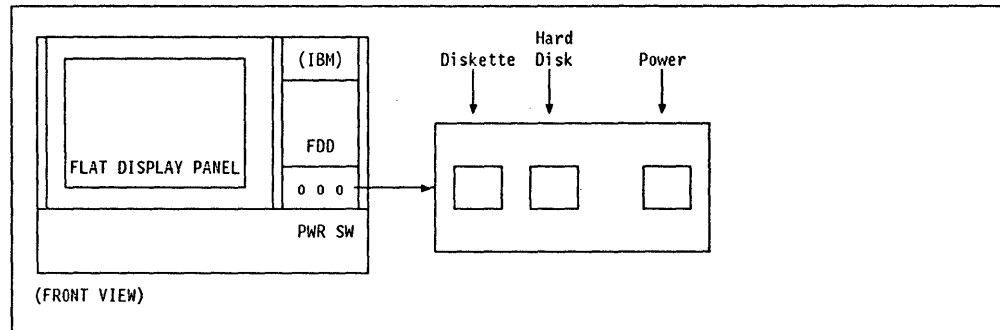 (IBM)
FDD
FLAT DISPLAY PANEL
o o o
PWR SW
(FRONT VIEW)
Diskette
Hard
Disk
Power